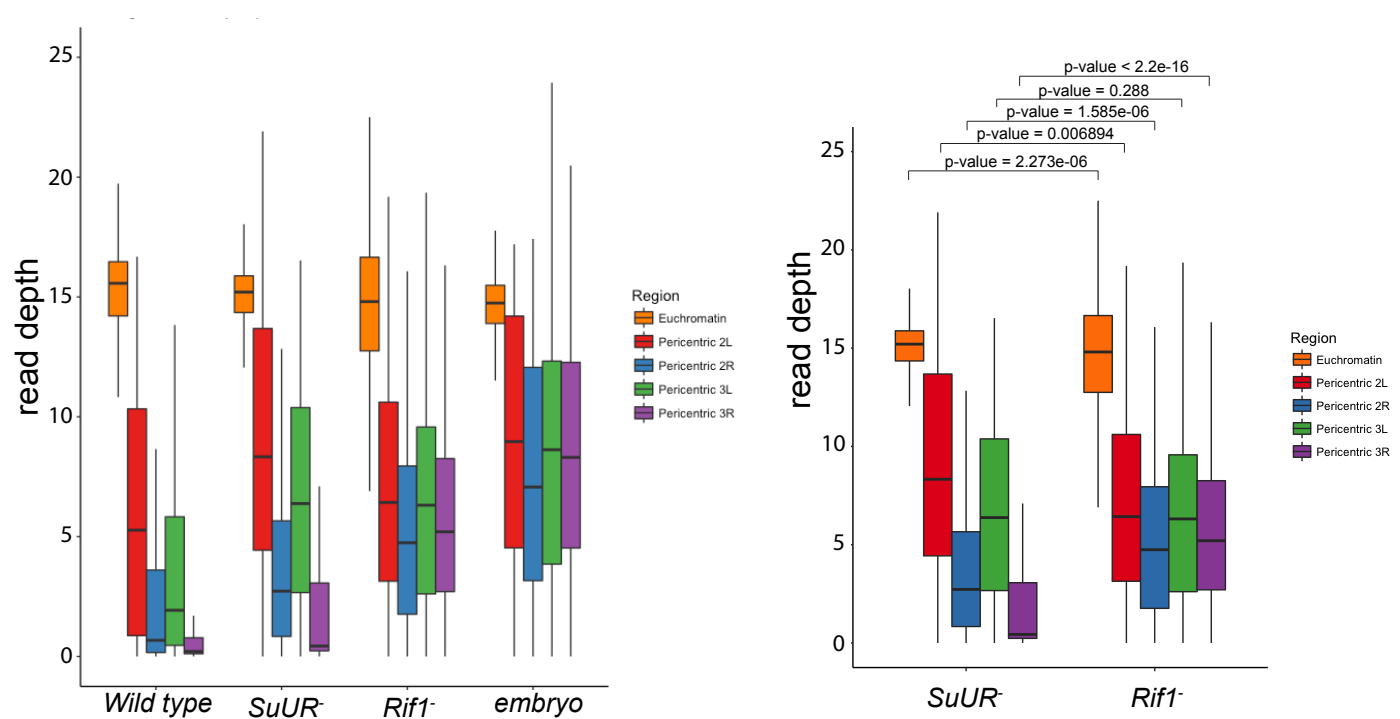 25
20
15
10
5
0
read depth
Wild type
SuUR-
Rif1-
embryo
Region
Euchromatin
Pericentric 2L
Pericentric 2R
Pericentric 3L
Pericentric 3R
p-value < 2.2e-16
p-value = 0.288
p-value = 1.585e-06
p-value = 0.006894
p-value = 2.273e-06
25
20
15
10
5
0
read depth
SuUR-
Rif1-
Region
Euchromatin
Pericentric 2L
Pericentric 2R
Pericentric 3L
Pericentric 3R